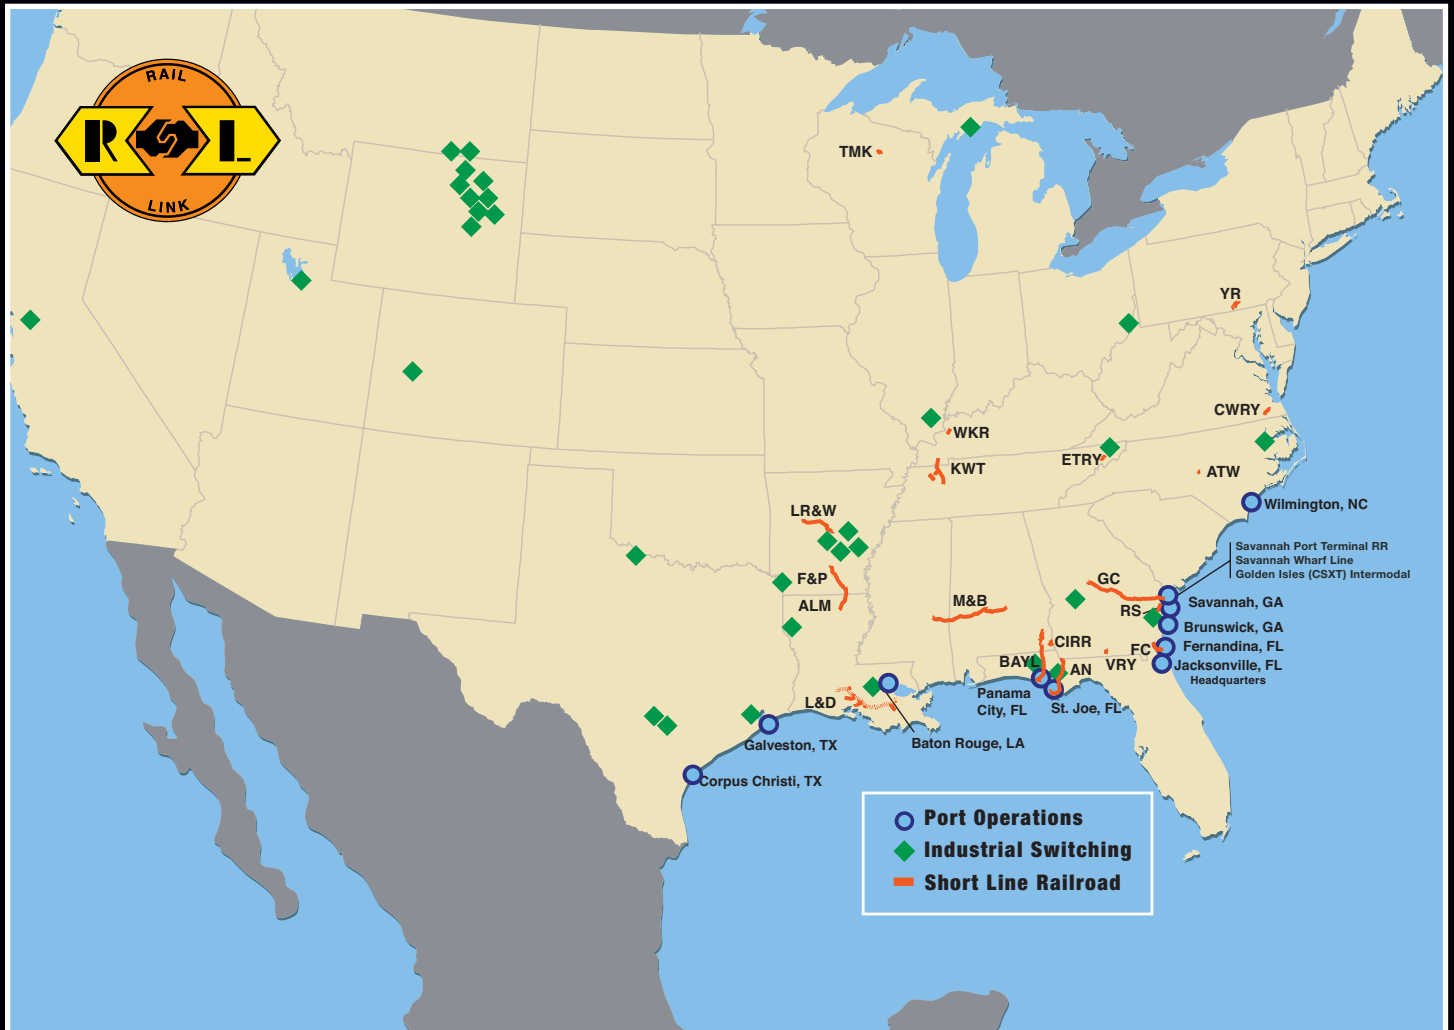 RAIL
R L
LINK
TMK
YR
CWRY
WKR
KWT
ETRY
ATW
LR&W
Wilmington, NC
Savannah Port Terminal RR
Savannah Wharf Line
Golden Isles (CSXT) Intermodal
F&P
GC
ALM
M&B
RS
Savannah, GA
Brunswick, GA
CIRR
FC
Fernandina, FL
BAYL
AN
VRY
Jacksonville, FL
Headquarters
L&D
Panama
City, FL
St. Joe, FL
Galveston, TX
Baton Rouge, LA
Corpus Christi, TX
Port Operations
Industrial Switching
Short Line Railroad